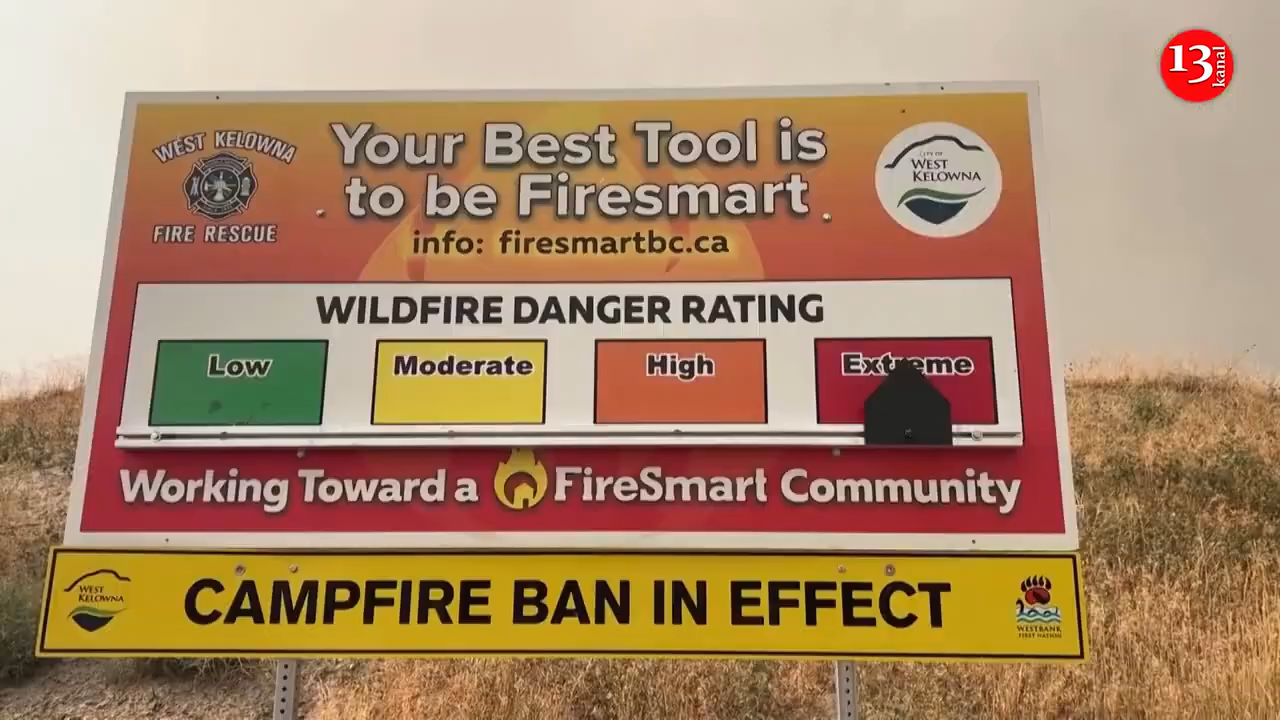 13 kanal
WEST KELOWNA
FIRE RESCUE
Your Best Tool is
to be Firesmart
info: firesmartbc.ca
CITY OF
WEST
KELOWNA
WILDFIRE DANGER RATING
Low
Moderate
High
Extreme
Working Toward a FireSmart Community
WEST
KELOWNA
CAMPFIRE BAN IN EFFECT
WESTBANK
FIRST NATION